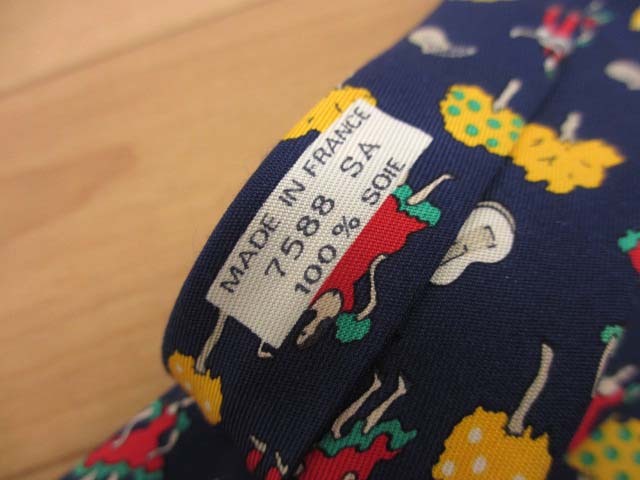 MADE IN FRANCE
7588 SA
100% SOIE